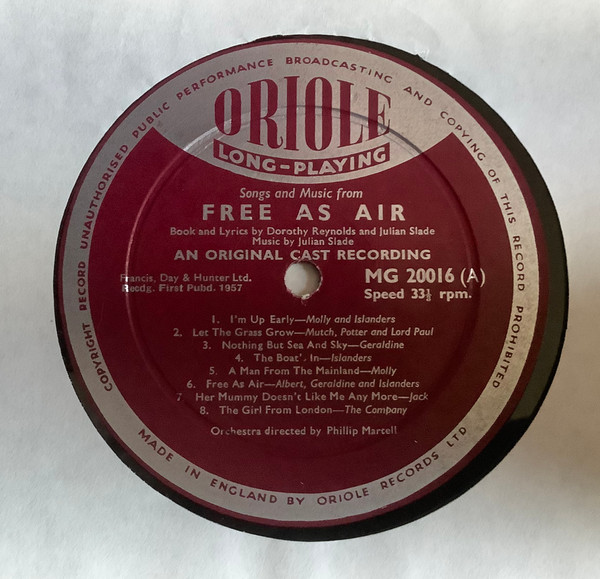 COPYRIGHT RECORD UNAUTHORISED PUBLIC PERFORMANCE BROADCASTING AND COPYING OF THIS RECORD PROHIBITED
ORIOLE
LONG-PLAYING
Songs and Music from
FREE AS AIR
Book and Lyrics by Dorothy Reynolds and Julian Slade
Music by Julian Slade
AN ORIGINAL CAST RECORDING
Francis, Day & Hunter Ltd.
Recdg. First Pubd. 1957
MG 20016 (A)
Speed 33⅓ rpm.
1. I'm Up Early—Molly and Islanders
2. Let The Grass Grow—Mutch, Potter and Lord Paul
3. Nothing But Sea And Sky—Geraldine
4. The Boat's In—Islanders
5. A Man From The Mainland—Molly
6. Free As Air—Albert, Geraldine and Islanders
7. Her Mummy Doesn't Like Me Any More—Jack
8. The Girl From London—The Company
Orchestra directed by Phillip Martell
MADE IN ENGLAND BY ORIOLE RECORDS LTD